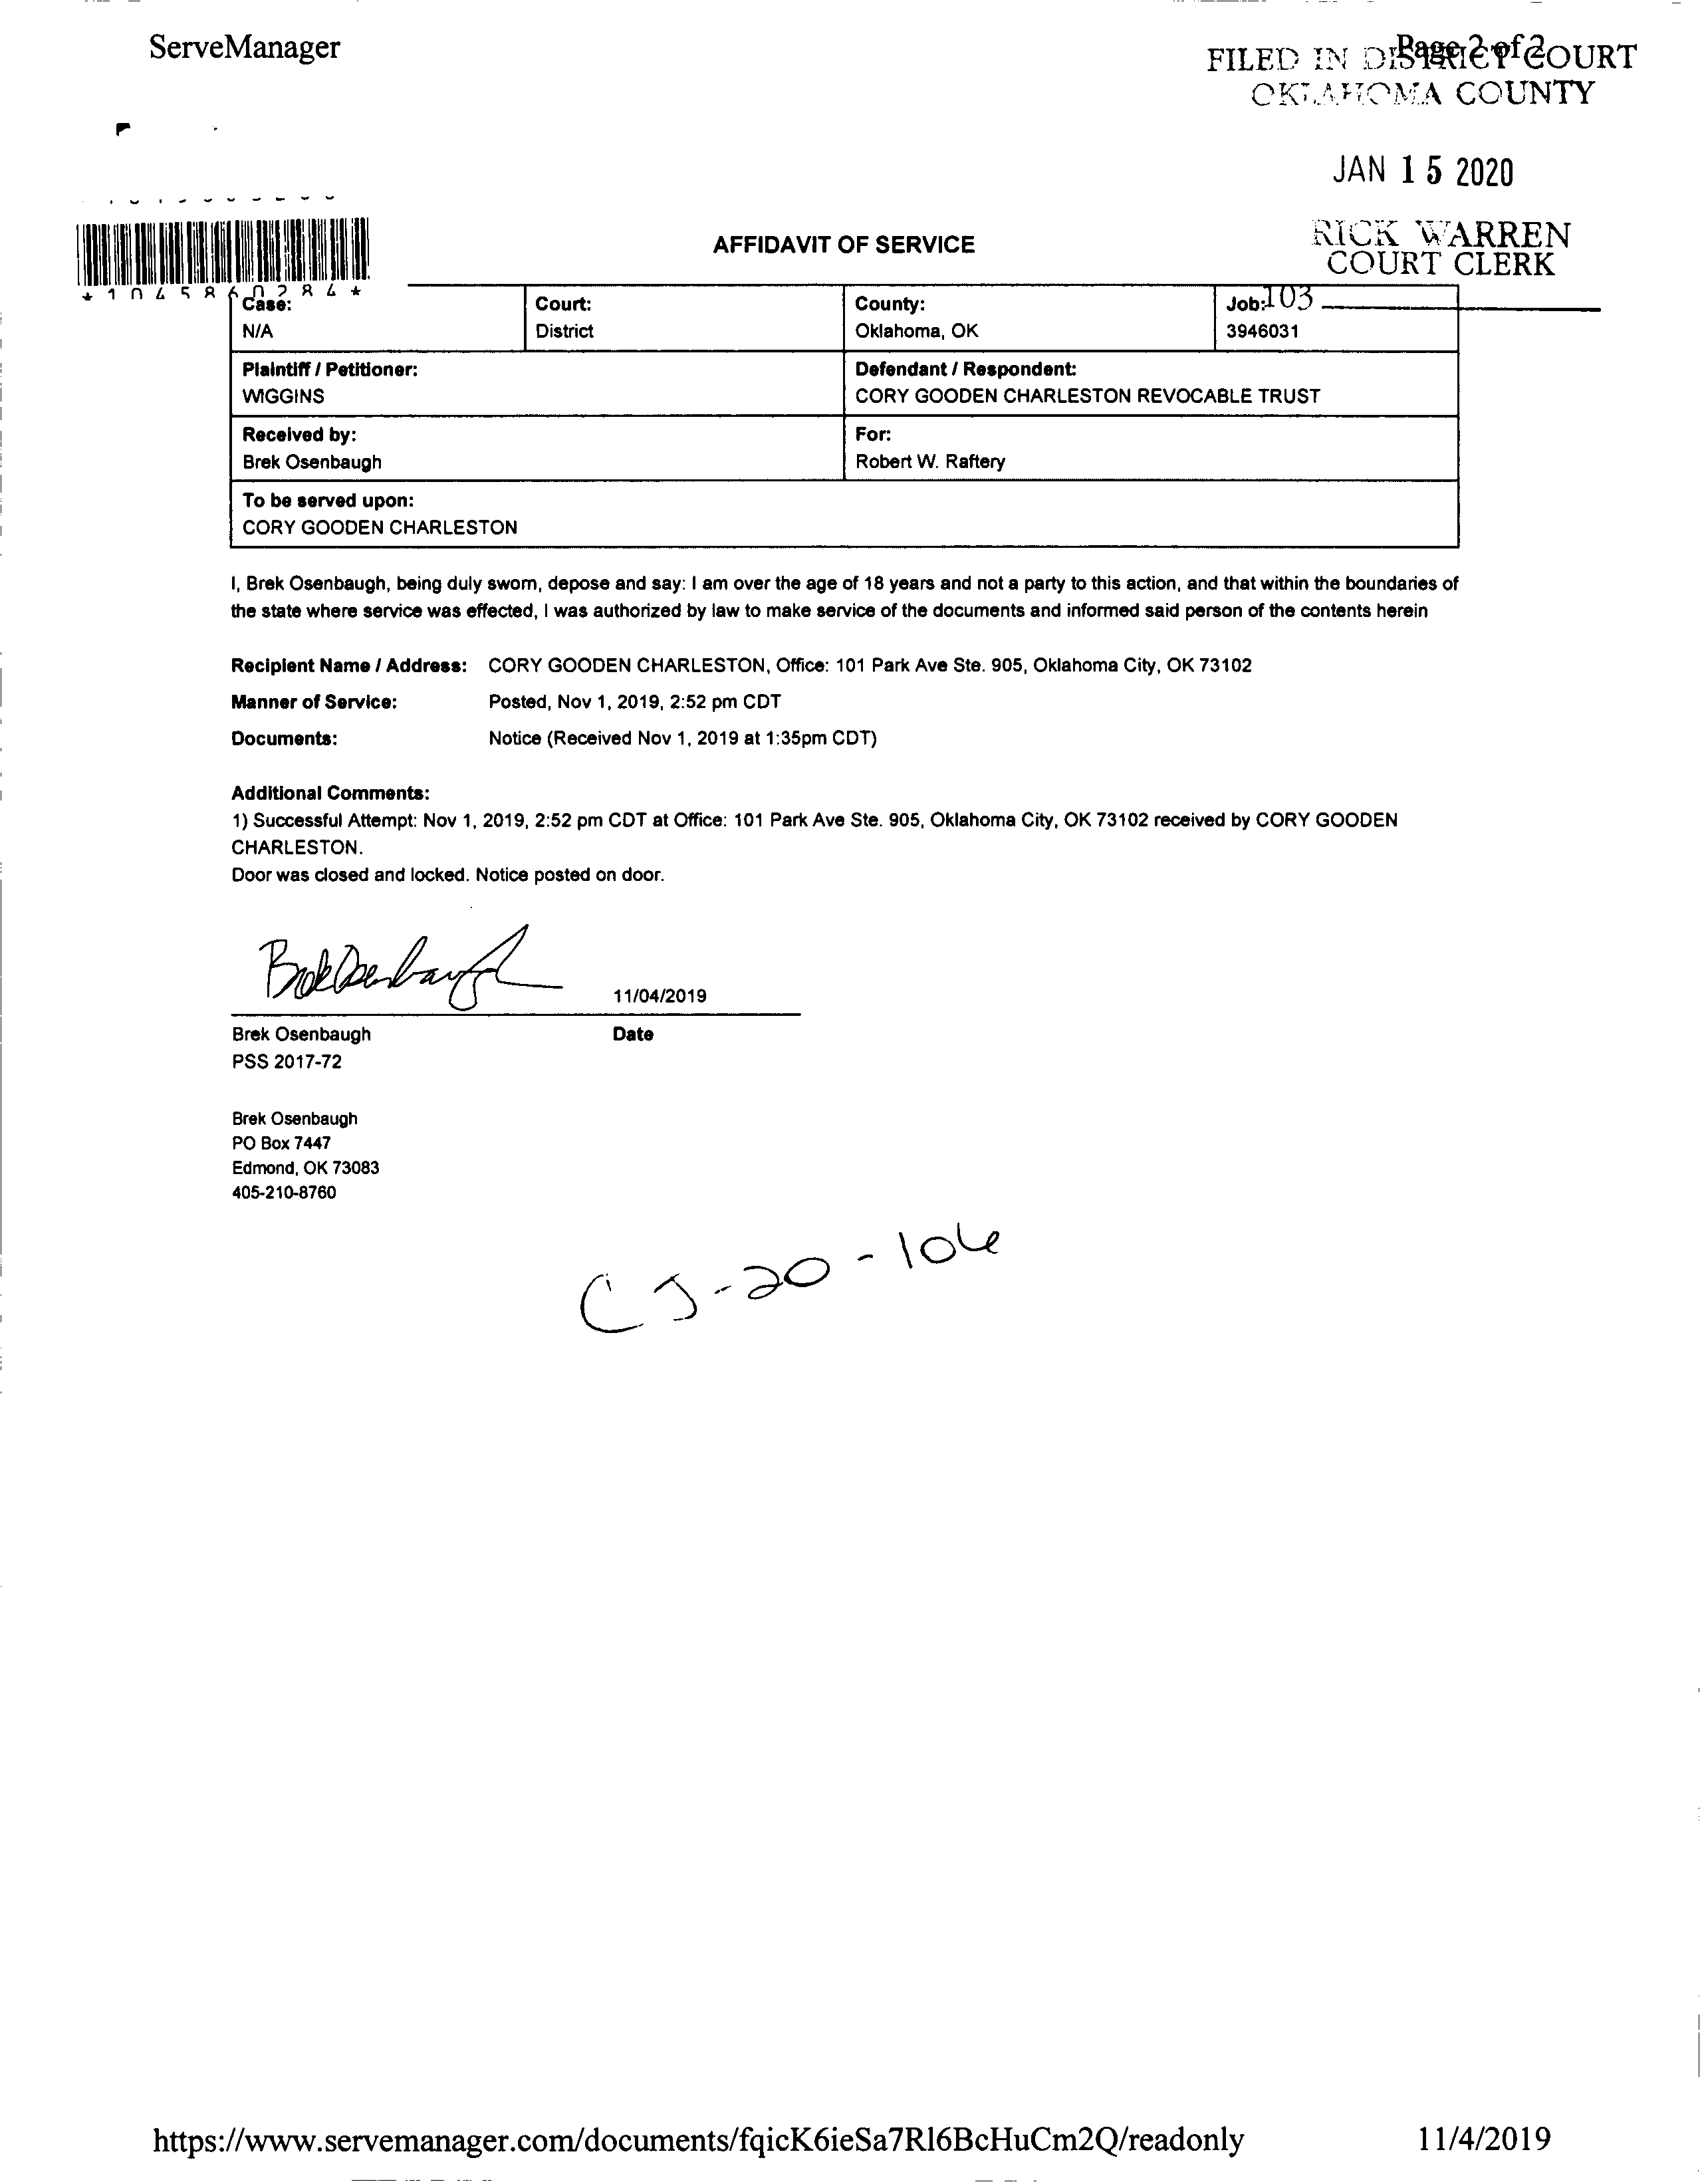 ServeManager
Page 2 of 2
FILED IN DISTRICT COURT
OKLAHOMA COUNTY
JAN 15 2020
RICK WARREN
COURT CLERK
103
*1045860284*
AFFIDAVIT OF SERVICE
Case: Court: County: Job:
N/A District Oklahoma, OK 3946031
Plaintiff / Petitioner: Defendant / Respondent:
WIGGINS CORY GOODEN CHARLESTON REVOCABLE TRUST
Received by: For:
Brek Osenbaugh Robert W. Raftery
To be served upon:
CORY GOODEN CHARLESTON
I, Brek Osenbaugh, being duly sworn, depose and say: I am over the age of 18 years and not a party to this action, and that within the boundaries of
the state where service was effected, I was authorized by law to make service of the documents and informed said person of the contents herein
Recipient Name / Address: CORY GOODEN CHARLESTON, Office: 101 Park Ave Ste. 905, Oklahoma City, OK 73102
Manner of Service: Posted, Nov 1, 2019, 2:52 pm CDT
Documents: Notice (Received Nov 1, 2019 at 1:35pm CDT)
Additional Comments:
1) Successful Attempt: Nov 1, 2019, 2:52 pm CDT at Office: 101 Park Ave Ste. 905, Oklahoma City, OK 73102 received by CORY GOODEN
CHARLESTON.
Door was closed and locked. Notice posted on door.
Brek Osenbaugh
11/04/2019
Brek Osenbaugh Date
PSS 2017-72
Brek Osenbaugh
PO Box 7447
Edmond, OK 73083
405-210-8760
CJ-20-106
https://www.servemanager.com/documents/fqicK6ieSa7Rl6BcHuCm2Q/readonly 11/4/2019